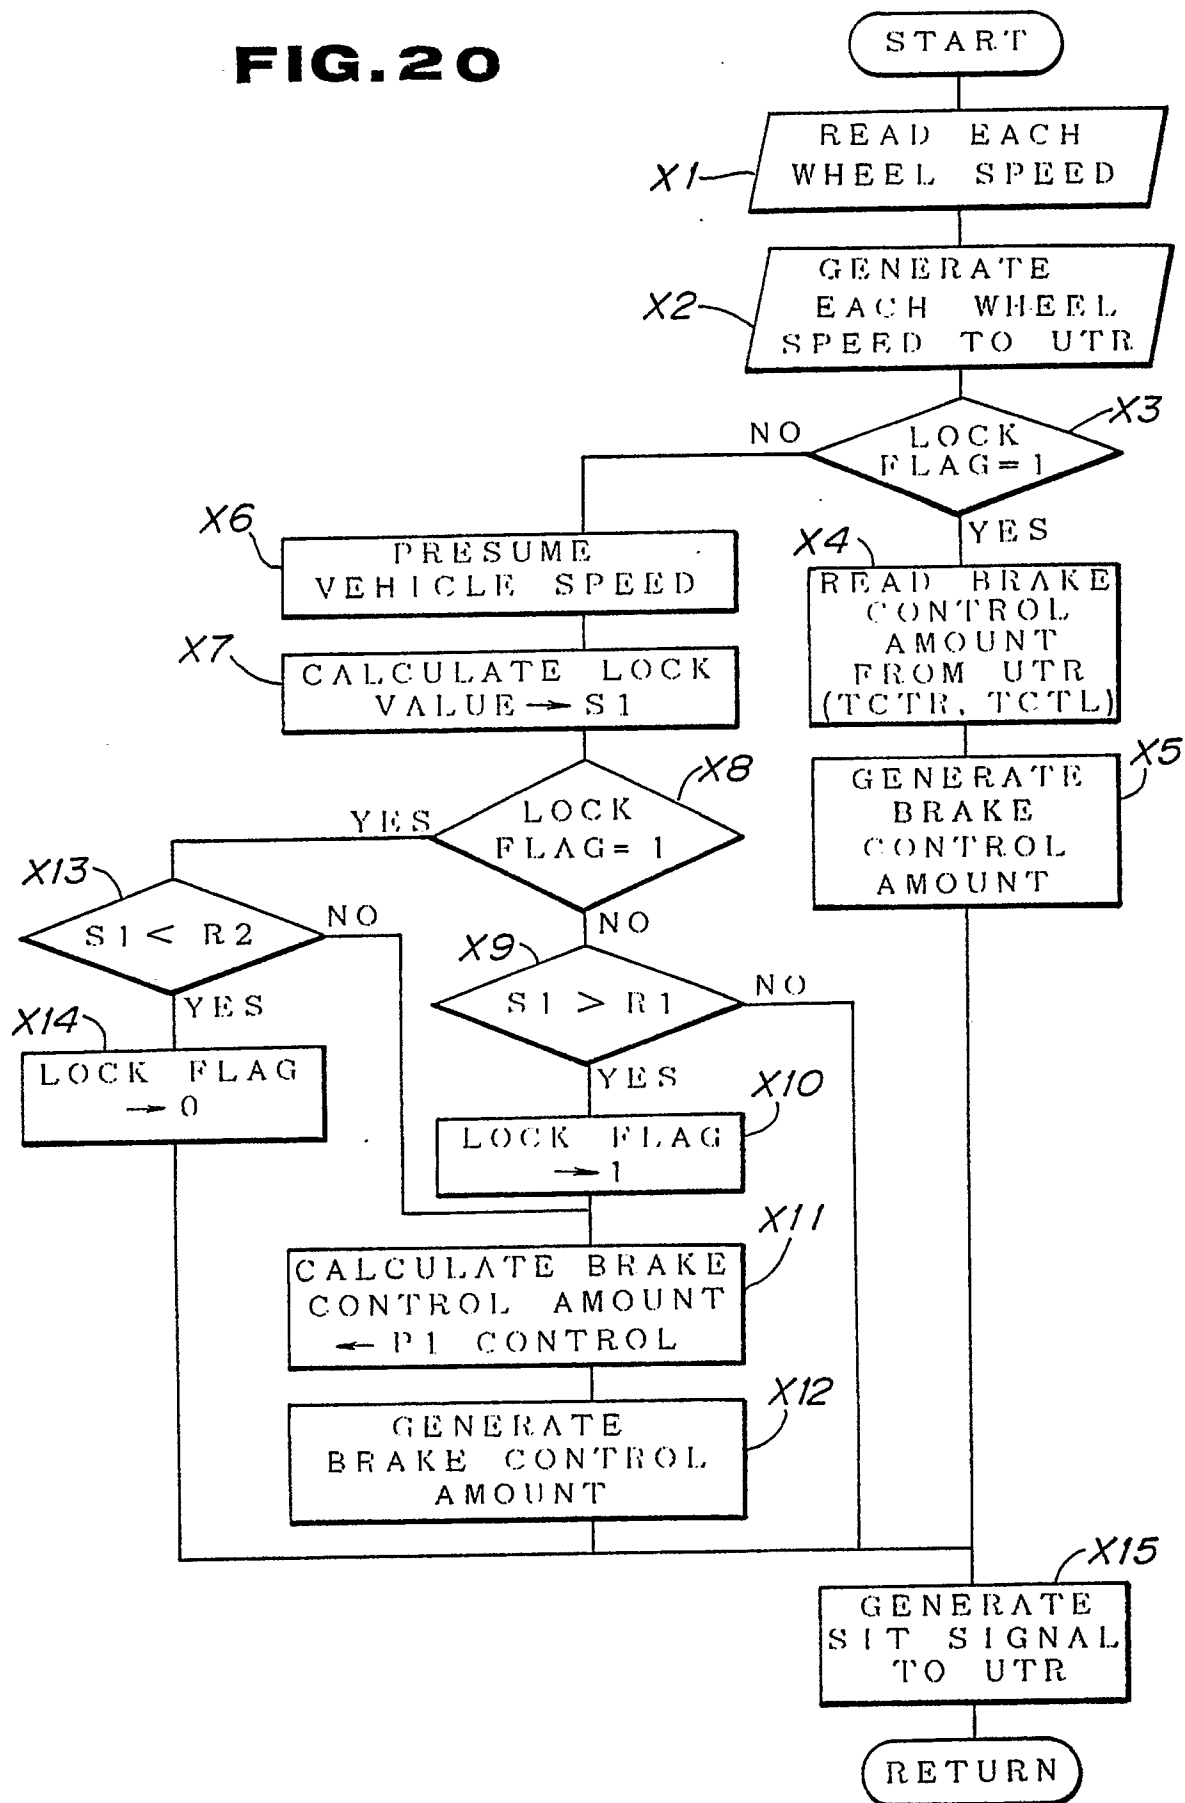 FIG.20
START
READ EACH
WHEEL SPEED
X1
GENERATE
EACH WHEEL
SPEED TO UTR
X2
LOCK
FLAG=1
X3
NO
YES
X4
READ BRAKE
CONTROL
AMOUNT
FROM UTR
(TCTR, TCTL)
X5
GENERATE
BRAKE
CONTROL
AMOUNT
X6
PRESUME
VEHICLE SPEED
X7
CALCULATE LOCK
VALUE → S1
X8
LOCK
FLAG=1
YES
NO
X13
S1 < R2
NO
YES
X14
LOCK FLAG
→ 0
X9
S1 > R1
NO
YES
X10
LOCK FLAG
→ 1
X11
CALCULATE BRAKE
CONTROL AMOUNT
← P1 CONTROL
X12
GENERATE
BRAKE CONTROL
AMOUNT
X15
GENERATE
SIT SIGNAL
TO UTR
RETURN